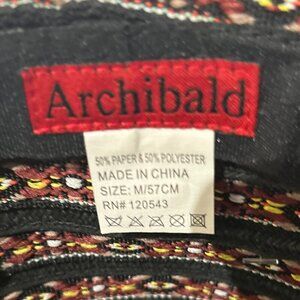 Archibald
50% PAPER & 50% POLYESTER
MADE IN CHINA
SIZE: M/57CM
RN# 120543